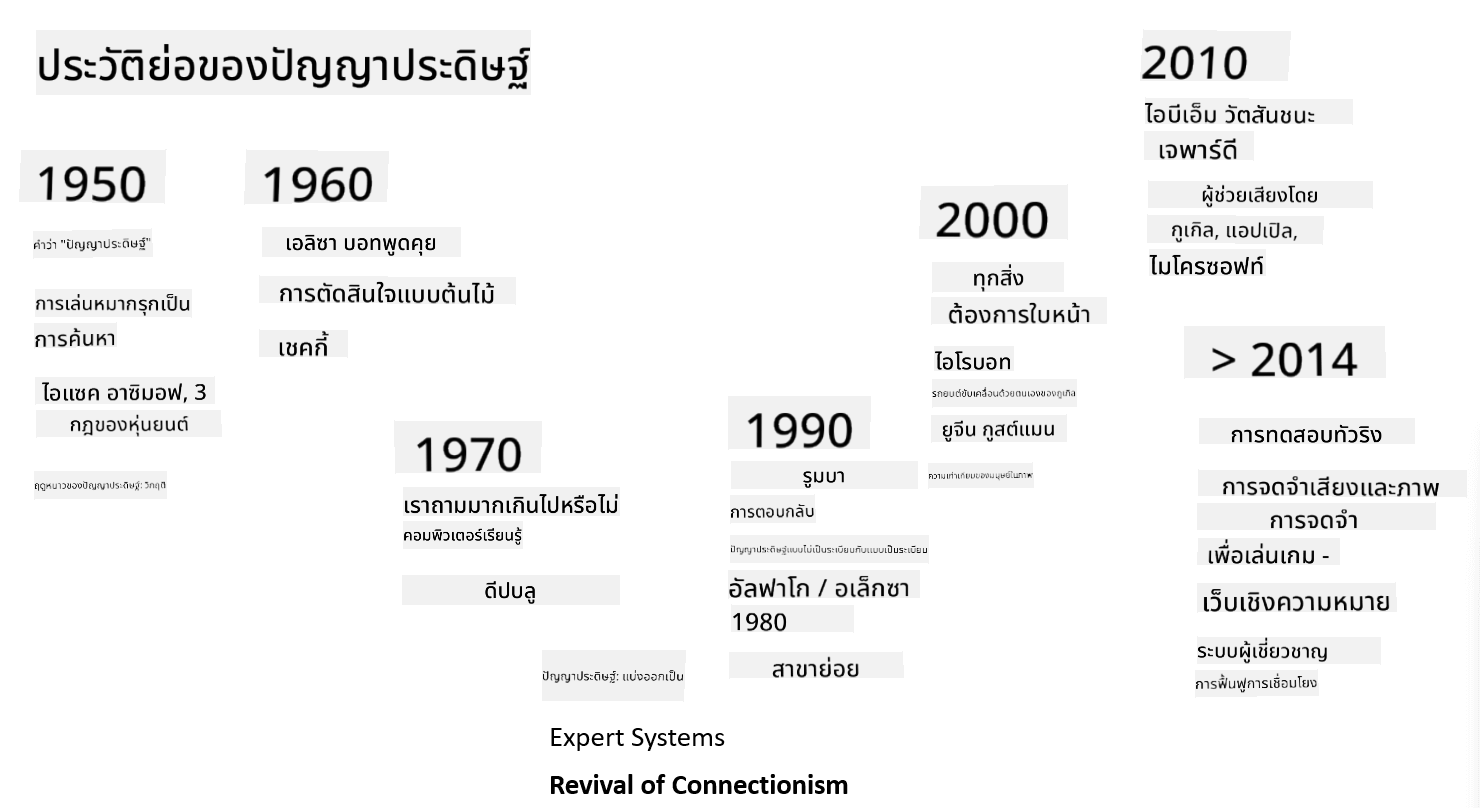 ประวัติย่อของปัญญาประดิษฐ์
1950
คำว่า "ปัญญาประดิษฐ์"
การเล่นหมากรุกเป็น
การค้นหา
ไอแซค อาซิมอฟ, 3
กฎของหุ่นยนต์
ฤดูหนาวของปัญญาประดิษฐ์: วิกฤติ
1960
เอลิซา บอทพูดคุย
การตัดสินใจแบบต้นไม้
เชคกี้
1970
เราถามมากเกินไปหรือไม่
คอมพิวเตอร์เรียนรู้
ดีปบลู
ปัญญาประดิษฐ์: แบ่งออกเป็น
Expert Systems
Revival of Connectionism
1990
รูมบา
การตอบกลับ
ปัญญาประดิษฐ์แบบไม่เป็นระเบียบกับแบบเป็นระเบียบ
อัลฟาโก / อเล็กซา
1980
สาขาย่อย
2000
ทุกสิ่ง
ต้องการใบหน้า
ไอโรบอท
รถยนต์ขับเคลื่อนด้วยตนเองของกูเกิล
ยูจีน กูสต์แมน
ความเท่าเทียมของมนุษย์ในภาพ
2010
ไอบีเอ็ม วัตสันชนะ
เจพาร์ดี
ผู้ช่วยเสียงโดย
กูเกิล, แอปเปิล,
ไมโครซอฟท์
> 2014
การทดสอบทัวริง
การจดจำเสียงและภาพ
การจดจำ
เพื่อเล่นเกม -
เว็บเชิงความหมาย
ระบบผู้เชี่ยวชาญ
การฟื้นฟูการเชื่อมโยง